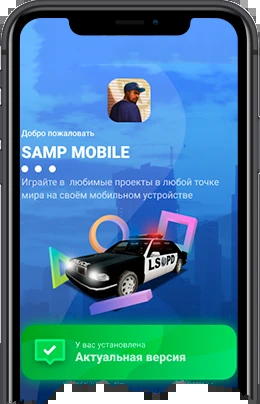 Добро пожаловать
SAMP MOBILE
Играйте в любимые проекты в любой точке
мира на своём мобильном устройстве
LSPD
У вас установлена
Актуальная версия